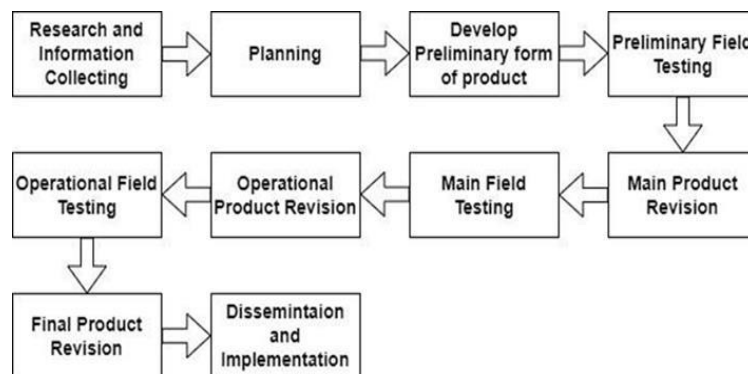 Research and
Information
Collecting
Planning
Develop
Preliminary form
of product
Preliminary Field
Testing
Main Product
Revision
Main Field
Testing
Operational
Product Revision
Operational Field
Testing
Final Product
Revision
Dissemintaion
and
Implementation